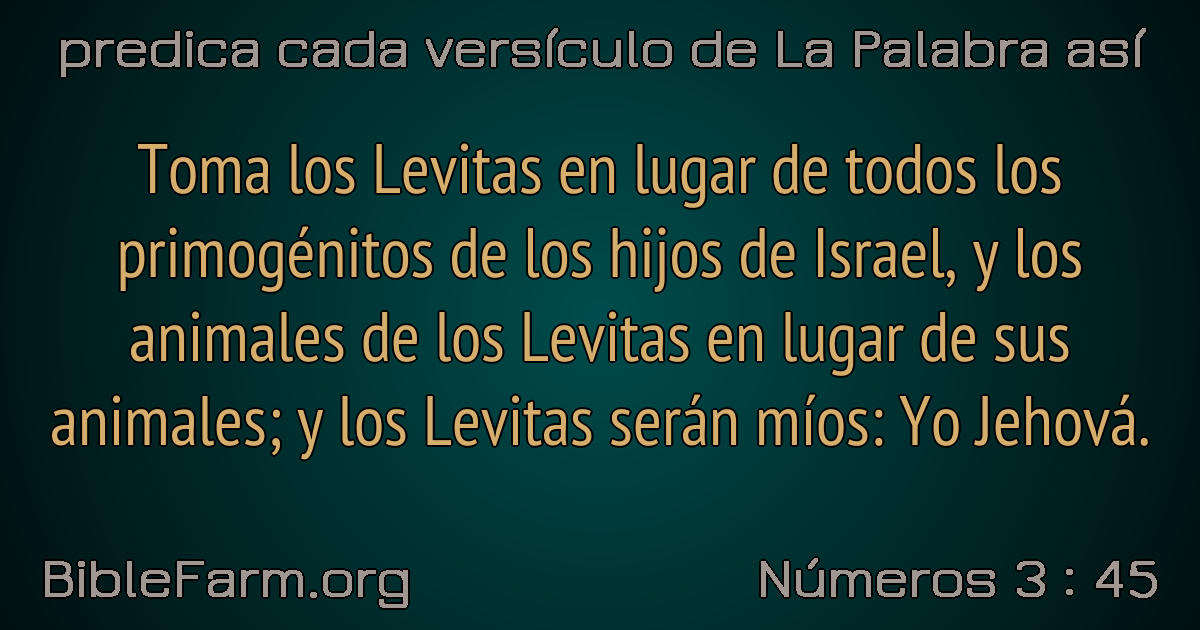 predica cada versículo de La Palabra así
Toma los Levitas en lugar de todos los
primogénitos de los hijos de Israel, y los
animales de los Levitas en lugar de sus
animales; y los Levitas serán míos: Yo Jehová.
BibleFarm.org
Números 3 : 45